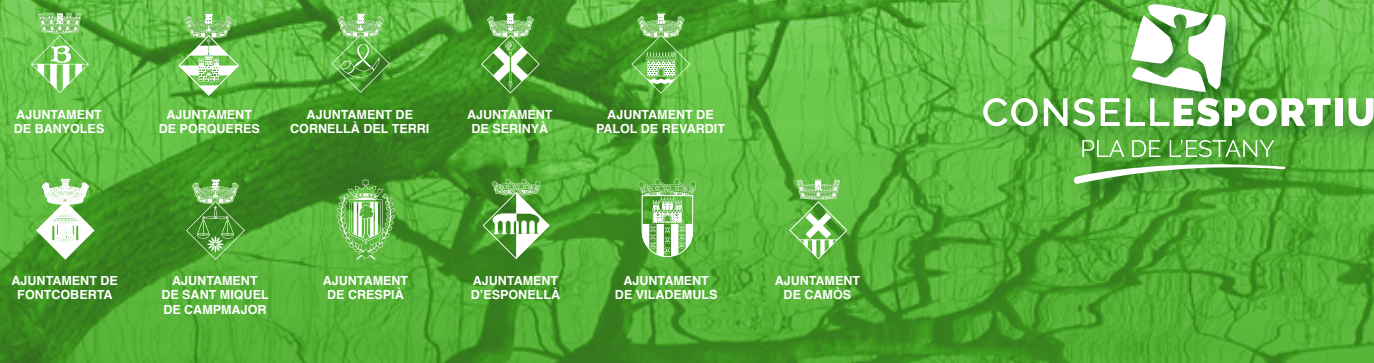 AJUNTAMENT
DE BANYOLES
AJUNTAMENT
DE PORQUERES
AJUNTAMENT DE
CORNELLÀ DEL TERRI
AJUNTAMENT
DE SERINYÀ
AJUNTAMENT DE
PALOL DE REVARDIT
CONSELLESPORTIU
PLA DE L'ESTANY
AJUNTAMENT DE
FONTCOBERTA
AJUNTAMENT
DE SANT MIQUEL
DE CAMPMAJOR
AJUNTAMENT
DE CRESPIÀ
AJUNTAMENT
D'ESPONELLÀ
AJUNTAMENT
DE VILADEMULS
AJUNTAMENT
DE CAMÒS
B